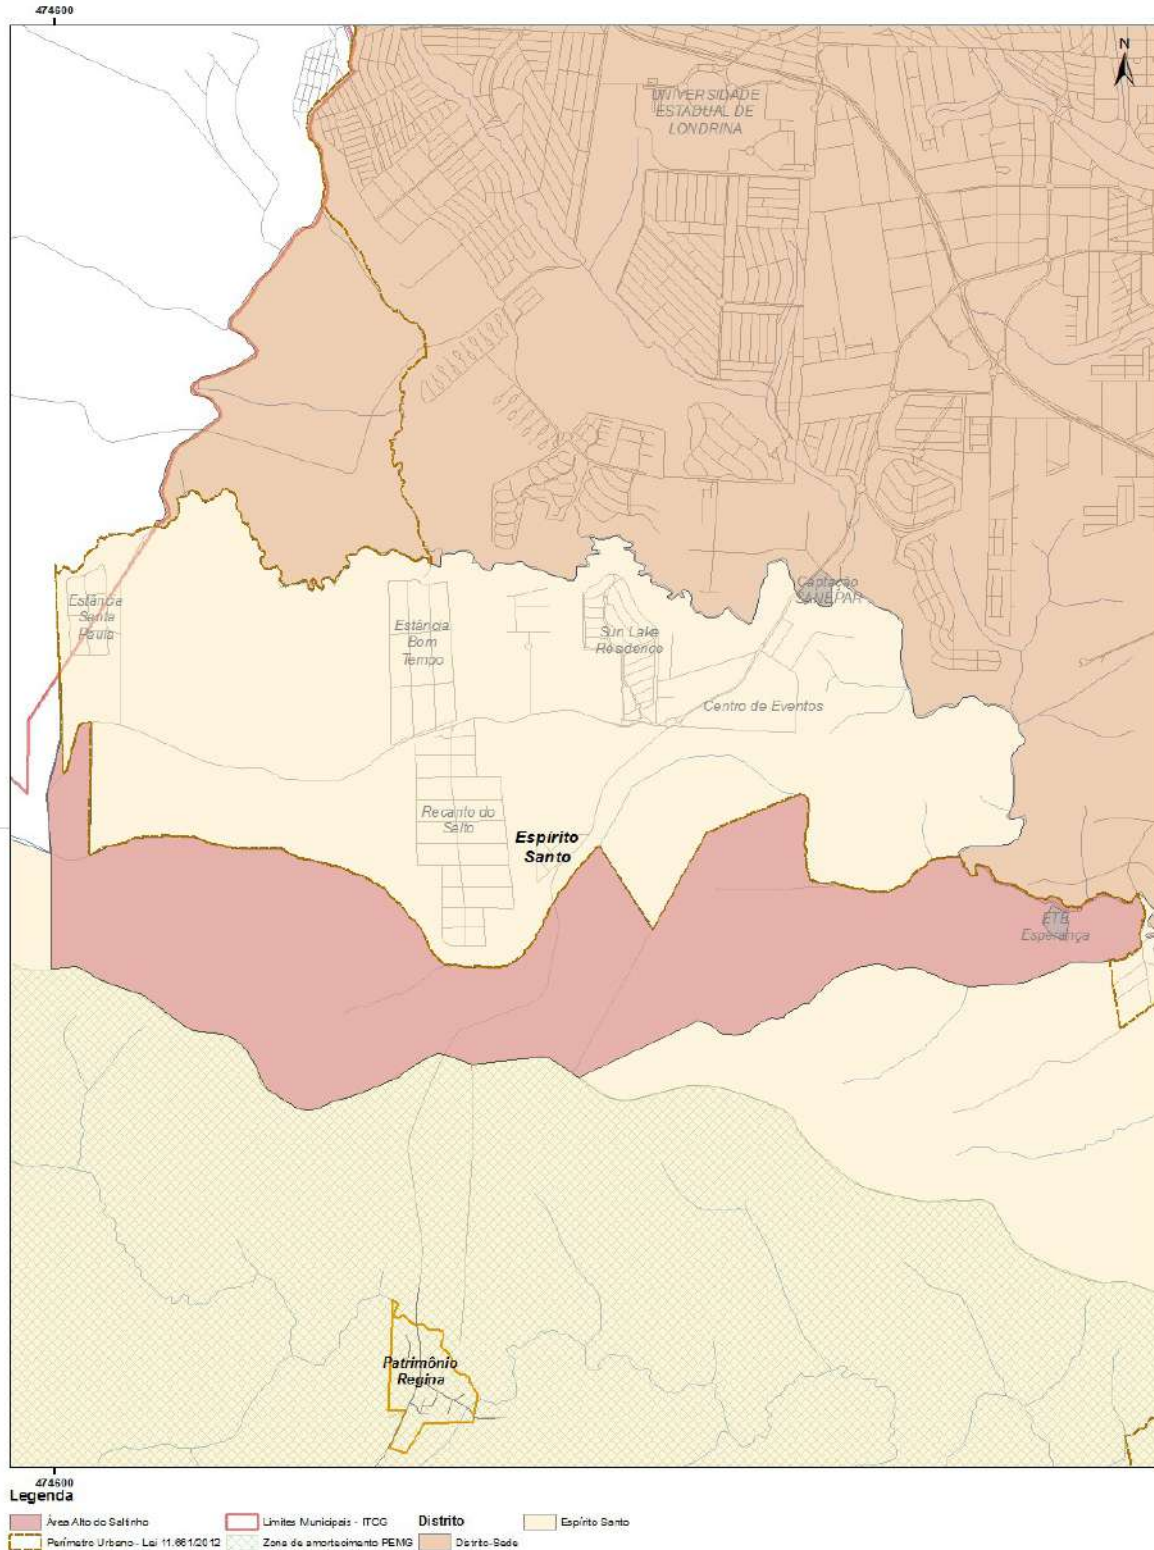 474600
N
UNIVERSIDADE
ESTADUAL DE
LONDRINA
Captação
SANEPAR
Estância
Santa
Paula
Estância
Bom
Tempo
Sun Lake
Residence
Centro de Eventos
Recanto do
Salto
Espírito
Santo
ETE
Esperança
Patrimônio
Regina
474600
Legenda
Área Alto do Saltinho
Limites Municipais - ITCG
Distrito
Espírito Santo
Perímetro Urbano - Lei 11.661/2012
Zona de amortecimento PEMG
Distrito-Sede